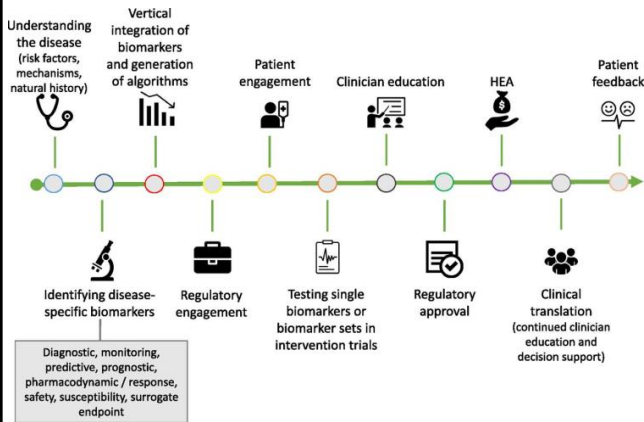 Understanding
the disease
(risk factors,
mechanisms,
natural history)
Vertical
integration of
biomarkers
and generation
of algorithms
Patient
engagement
Clinician education
HEA
Patient
feedback
Identifying disease-
specific biomarkers
Diagnostic, monitoring,
predictive, prognostic,
pharmacodynamic / response,
safety, susceptibility, surrogate
endpoint
Regulatory
engagement
Testing single
biomarkers or
biomarker sets in
intervention trials
Regulatory
approval
Clinical
translation
(continued clinician
education and
decision support)